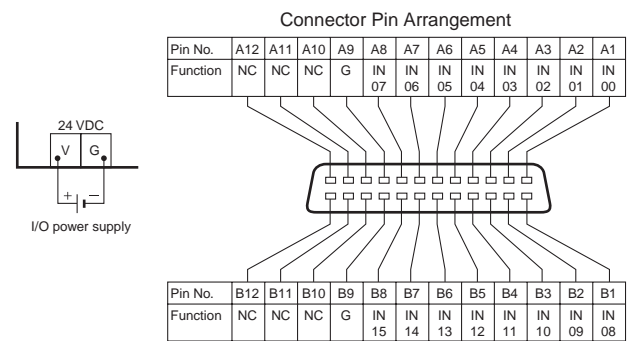 Connector Pin Arrangement
Pin No. A12 A11 A10 A9 A8 A7 A6 A5 A4 A3 A2 A1
Function NC NC NC G IN 07 IN 06 IN 05 IN 04 IN 03 IN 02 IN 01 IN 00
24 VDC
V G
+ −
I/O power supply
Pin No. B12 B11 B10 B9 B8 B7 B6 B5 B4 B3 B2 B1
Function NC NC NC G IN 15 IN 14 IN 13 IN 12 IN 11 IN 10 IN 09 IN 08